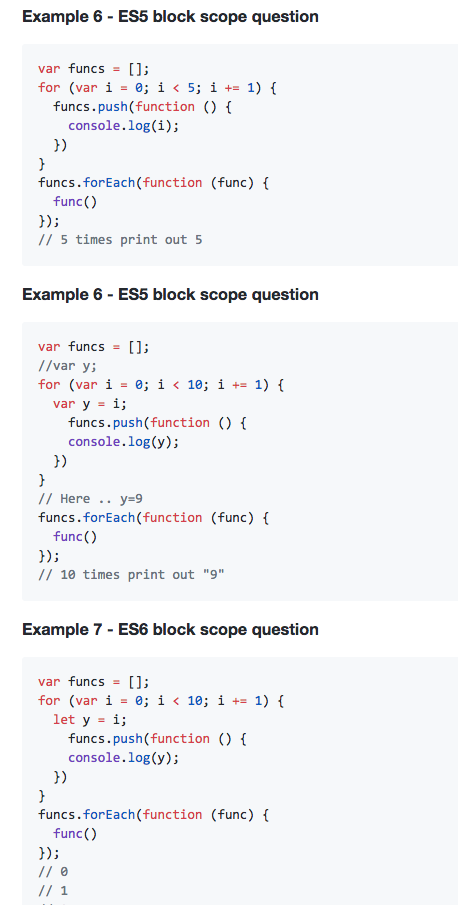 Example 6 - ES5 block scope question
var funcs = [];
for (var i = 0; i < 5; i += 1) {
  funcs.push(function () {
    console.log(i);
  })
}
funcs.forEach(function (func) {
  func()
});
// 5 times print out 5
Example 6 - ES5 block scope question
var funcs = [];
//var y;
for (var i = 0; i < 10; i += 1) {
  var y = i;
    funcs.push(function () {
    console.log(y);
  })
}
// Here .. y=9
funcs.forEach(function (func) {
  func()
});
// 10 times print out "9"
Example 7 - ES6 block scope question
var funcs = [];
for (var i = 0; i < 10; i += 1) {
  let y = i;
    funcs.push(function () {
    console.log(y);
  })
}
funcs.forEach(function (func) {
  func()
});
// 0
// 1